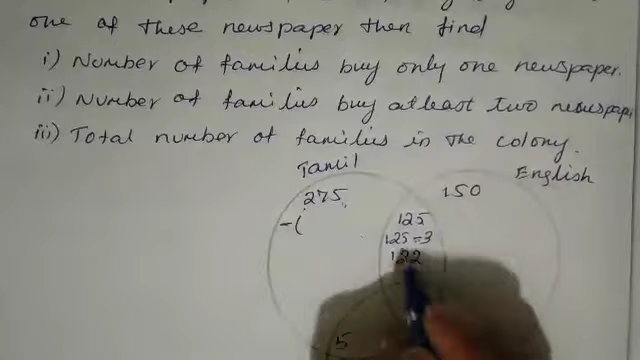 one of these newspaper then find
i) Number of families buy only one newspaper.
ii) Number of families buy atleast two newspap
iii) Total number of families in the colony.
Tamil
English
275
150
-(
125
125-3
122
5